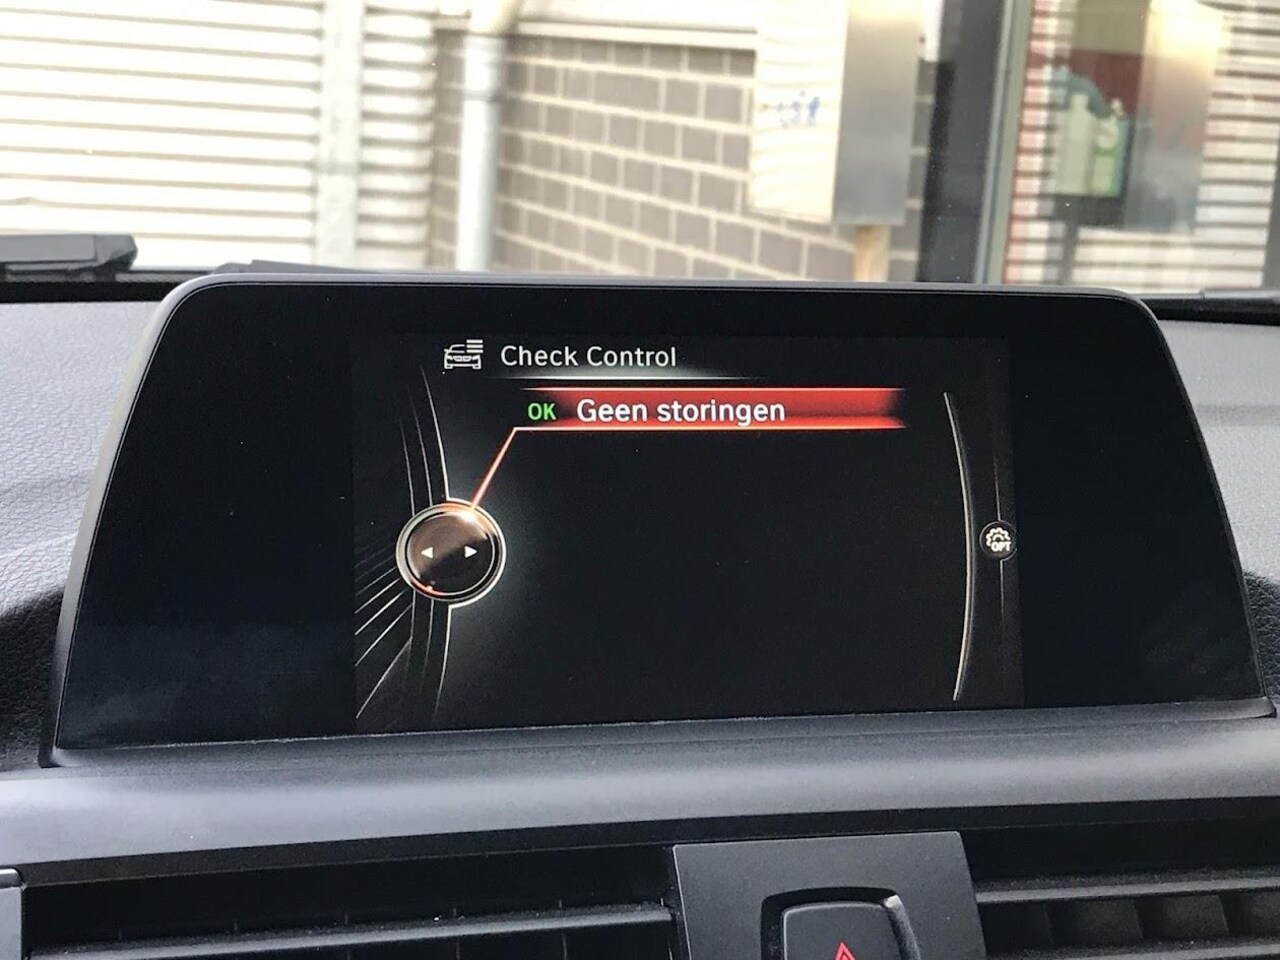 Check Control
OK Geen storingen
OPT